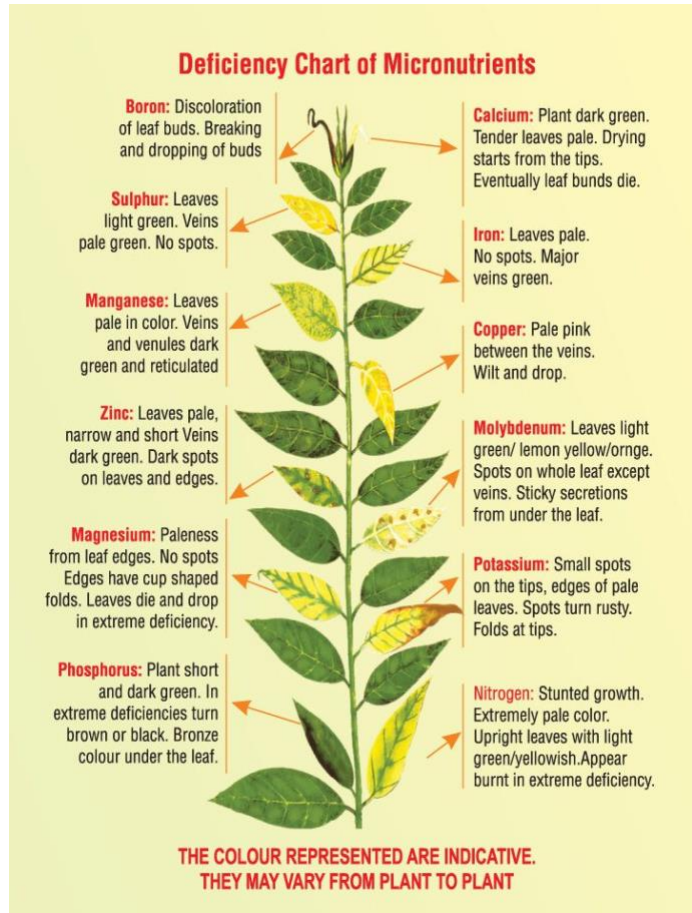 Deficiency Chart of Micronutrients
Boron: Discoloration
of leaf buds. Breaking
and dropping of buds
Sulphur: Leaves
light green. Veins
pale green. No spots.
Manganese: Leaves
pale in color. Veins
and venules dark
green and reticulated
Zinc: Leaves pale,
narrow and short Veins
dark green. Dark spots
on leaves and edges.
Magnesium: Paleness
from leaf edges. No spots
Edges have cup shaped
folds. Leaves die and drop
in extreme deficiency.
Phosphorus: Plant short
and dark green. In
extreme deficiencies turn
brown or black. Bronze
colour under the leaf.
Calcium: Plant dark green.
Tender leaves pale. Drying
starts from the tips.
Eventually leaf bunds die.
Iron: Leaves pale.
No spots. Major
veins green.
Copper: Pale pink
between the veins.
Wilt and drop.
Molybdenum: Leaves light
green/ lemon yellow/ornge.
Spots on whole leaf except
veins. Sticky secretions
from under the leaf.
Potassium: Small spots
on the tips, edges of pale
leaves. Spots turn rusty.
Folds at tips.
Nitrogen: Stunted growth.
Extremely pale color.
Upright leaves with light
green/yellowish.Appear
burnt in extreme deficiency.
THE COLOUR REPRESENTED ARE INDICATIVE.
THEY MAY VARY FROM PLANT TO PLANT